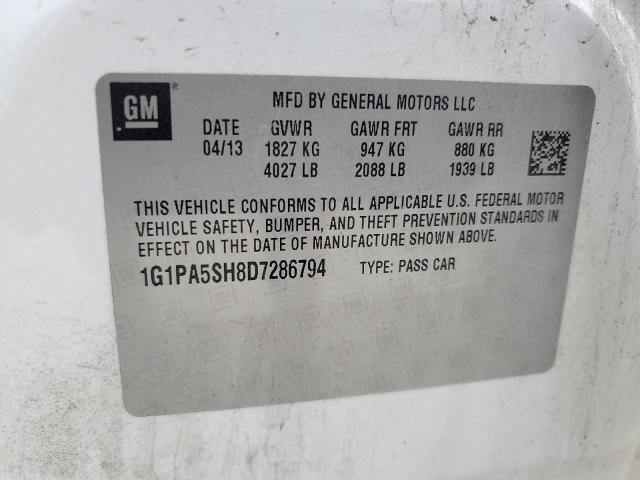 GM ®
MFD BY GENERAL MOTORS LLC
DATE GVWR GAWR FRT GAWR RR
04/13 1827 KG 947 KG 880 KG
4027 LB 2088 LB 1939 LB
THIS VEHICLE CONFORMS TO ALL APPLICABLE U.S. FEDERAL MOTOR
VEHICLE SAFETY, BUMPER, AND THEFT PREVENTION STANDARDS IN
EFFECT ON THE DATE OF MANUFACTURE SHOWN ABOVE.
1G1PA5SH8D7286794 TYPE: PASS CAR